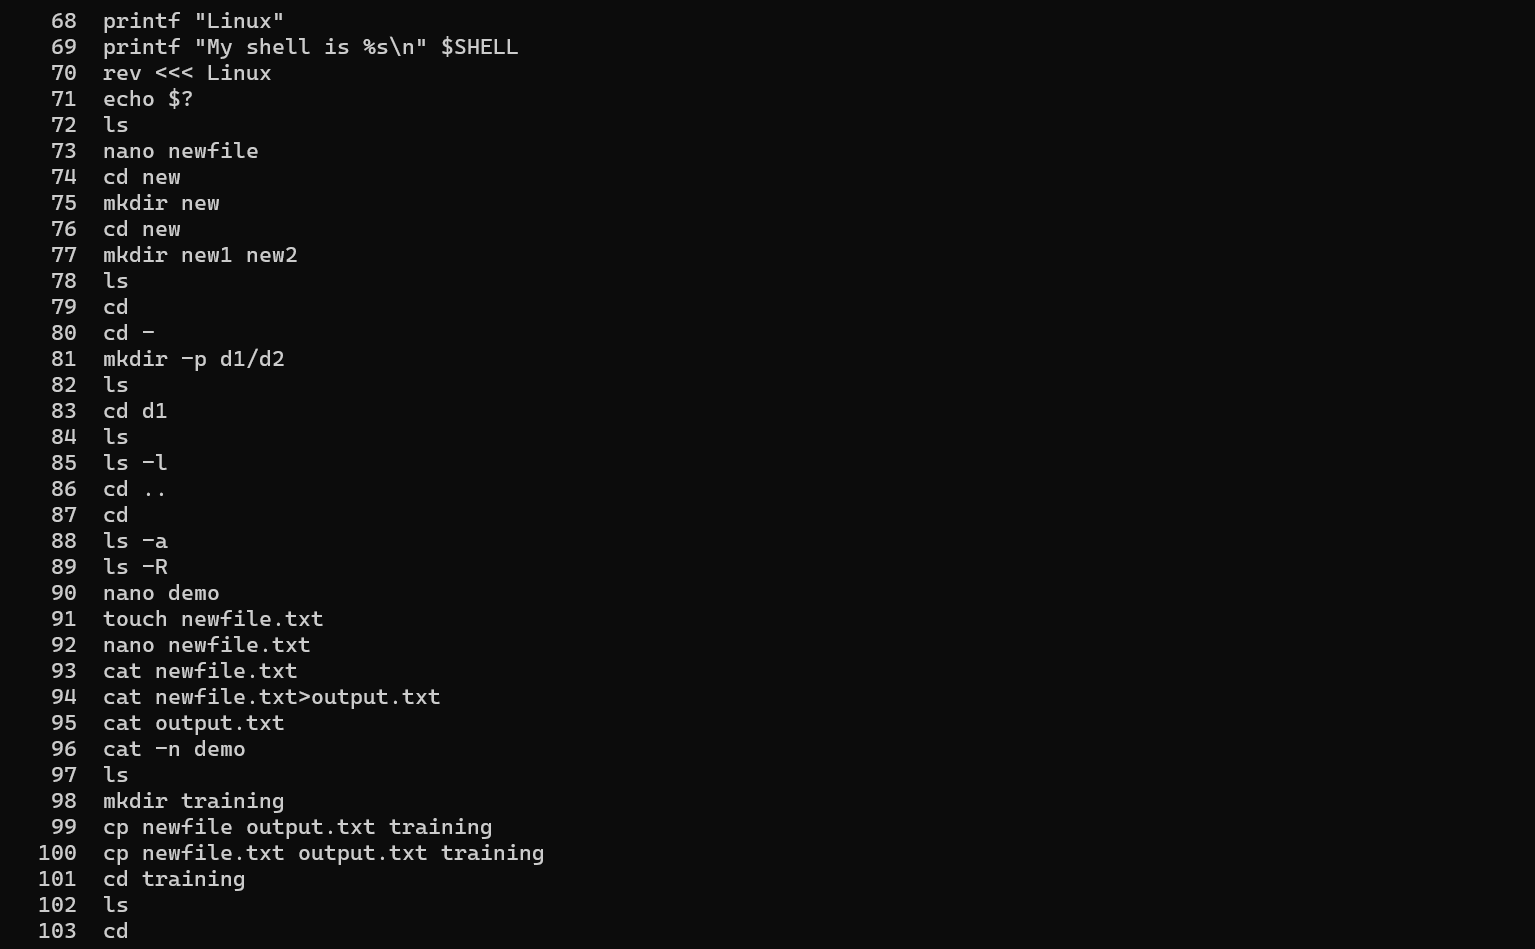 68 printf "Linux"
69 printf "My shell is %s\n" $SHELL
70 rev <<< Linux
71 echo $?
72 ls
73 nano newfile
74 cd new
75 mkdir new
76 cd new
77 mkdir new1 new2
78 ls
79 cd
80 cd -
81 mkdir -p d1/d2
82 ls
83 cd d1
84 ls
85 ls -l
86 cd ..
87 cd
88 ls -a
89 ls -R
90 nano demo
91 touch newfile.txt
92 nano newfile.txt
93 cat newfile.txt
94 cat newfile.txt>output.txt
95 cat output.txt
96 cat -n demo
97 ls
98 mkdir training
99 cp newfile output.txt training
100 cp newfile.txt output.txt training
101 cd training
102 ls
103 cd